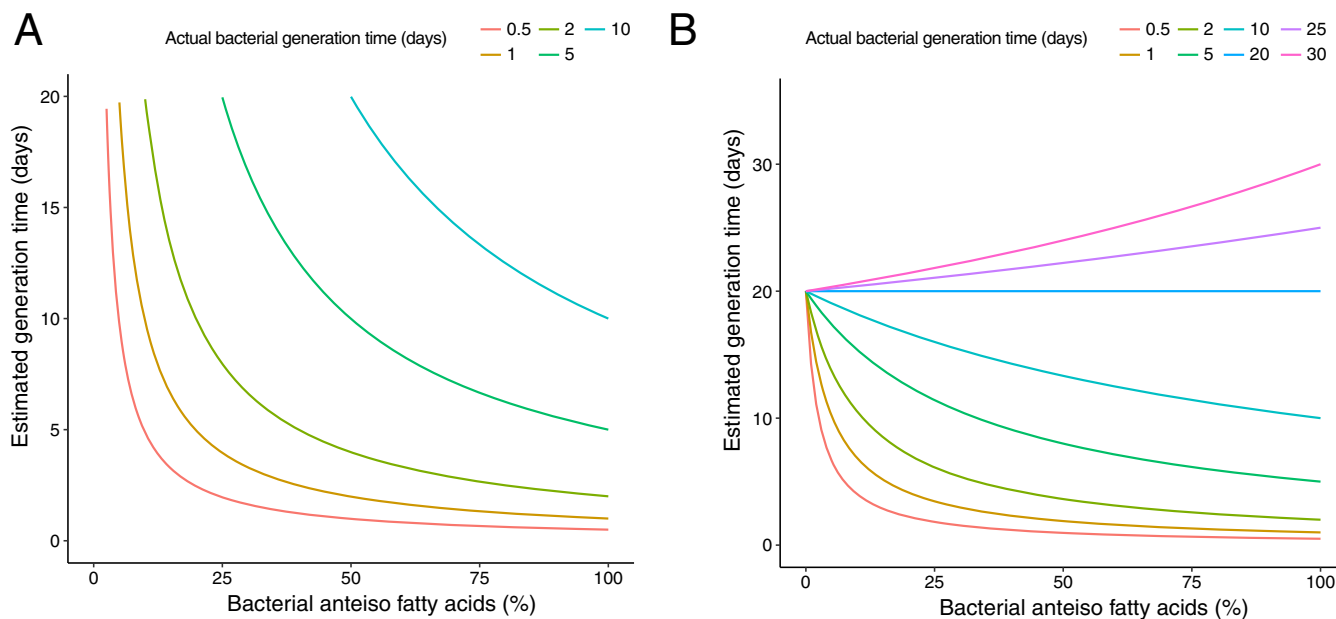 A
Actual bacterial generation time (days)
0.5 2 10
1 5
Estimated generation time (days)
20
15
10
5
0
0 25 50 75 100
Bacterial anteiso fatty acids (%)
B
Actual bacterial generation time (days)
0.5 2 10 25
1 5 20 30
Estimated generation time (days)
30
20
10
0
0 25 50 75 100
Bacterial anteiso fatty acids (%)